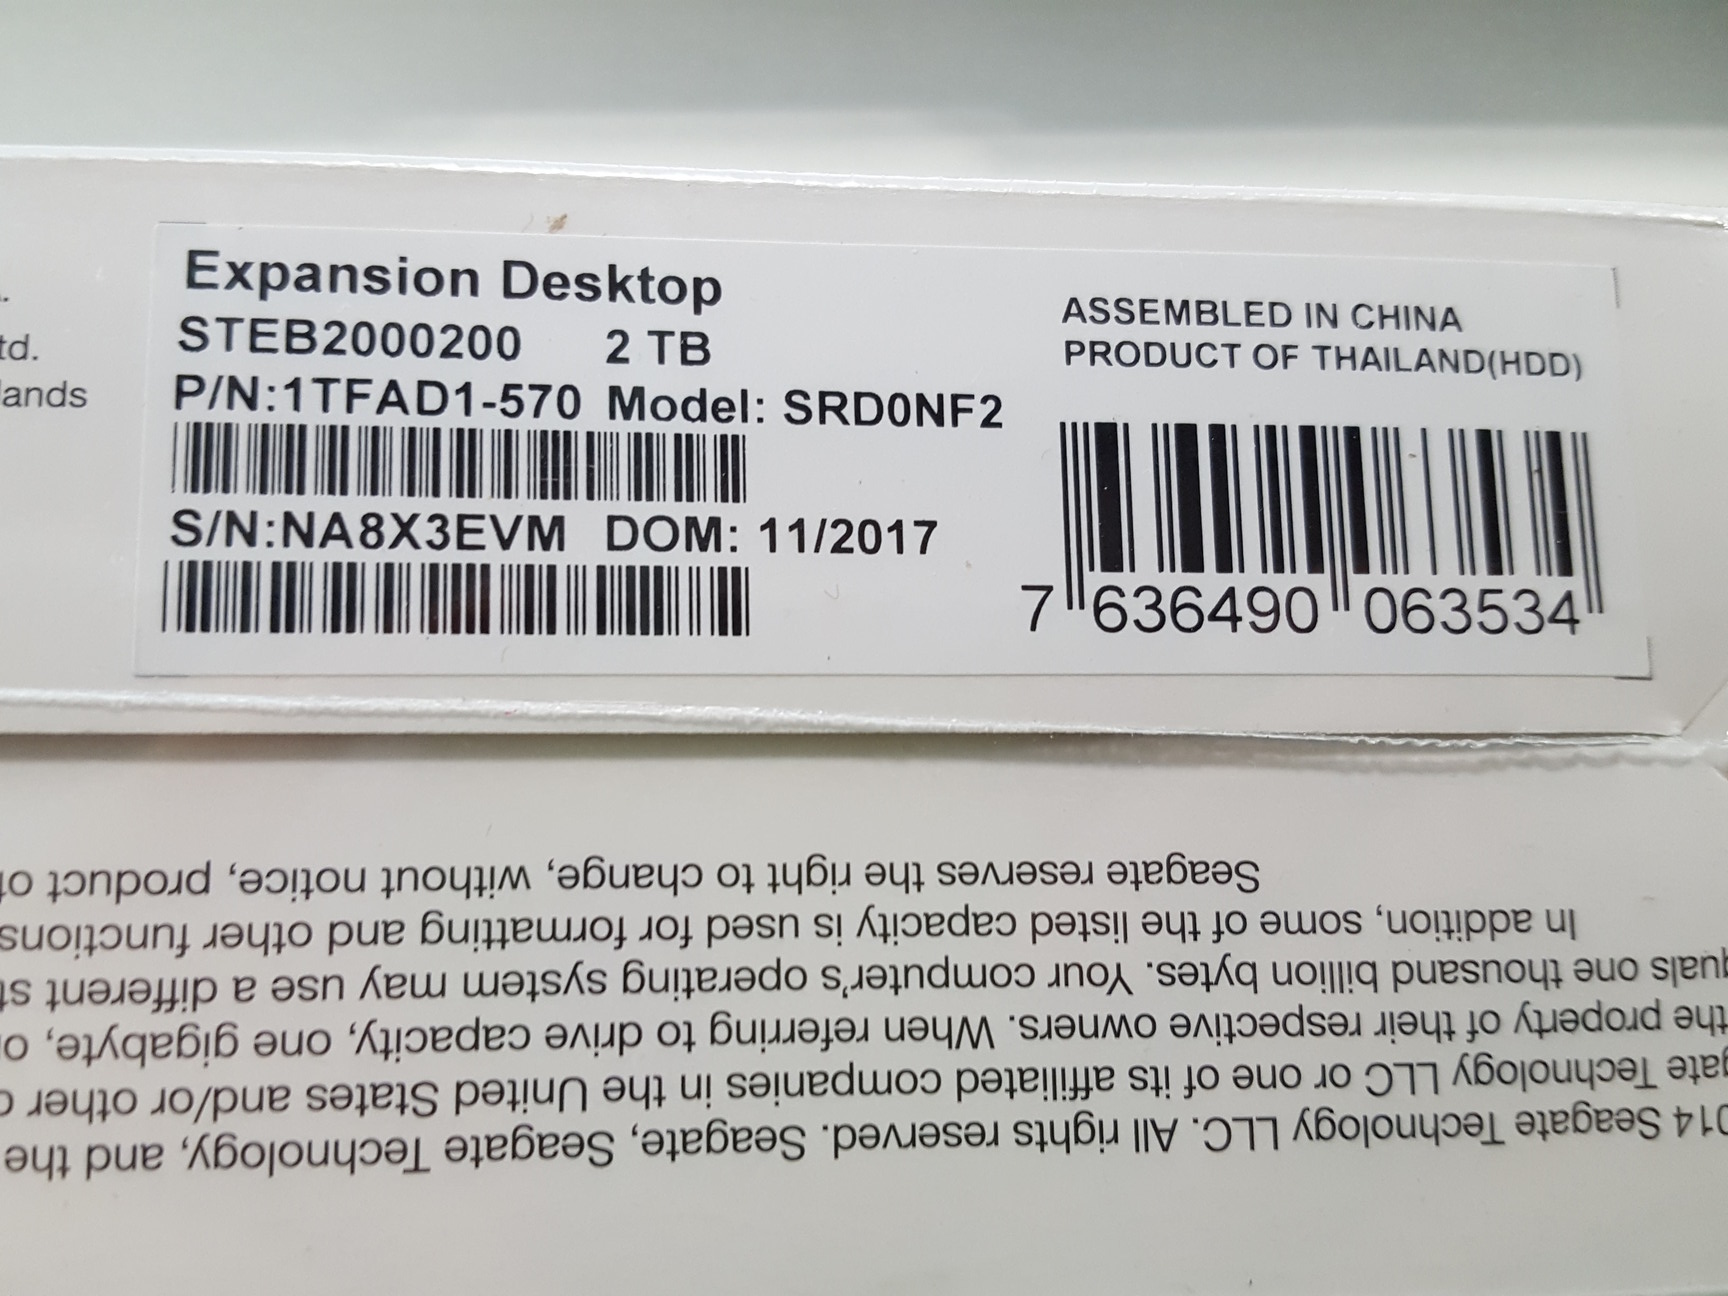 td.
ands
Expansion Desktop
STEB2000200 2 TB
P/N:1TFAD1-570 Model: SRD0NF2
S/N:NA8X3EVM DOM: 11/2017
ASSEMBLED IN CHINA
PRODUCT OF THAILAND(HDD)
7 636490 063534
014 Seagate Technology LLC. All rights reserved. Seagate, Seagate Technology, and the
gate Technology LLC or one of its affiliated companies in the United States and/or other
the property of their respective owners. When referring to drive capacity, one gigabyte,
quals one thousand billion bytes. Your computer's operating system may use a different
In addition, some of the listed capacity is used for formatting and other functions
Seagate reserves the right to change, without notice, product